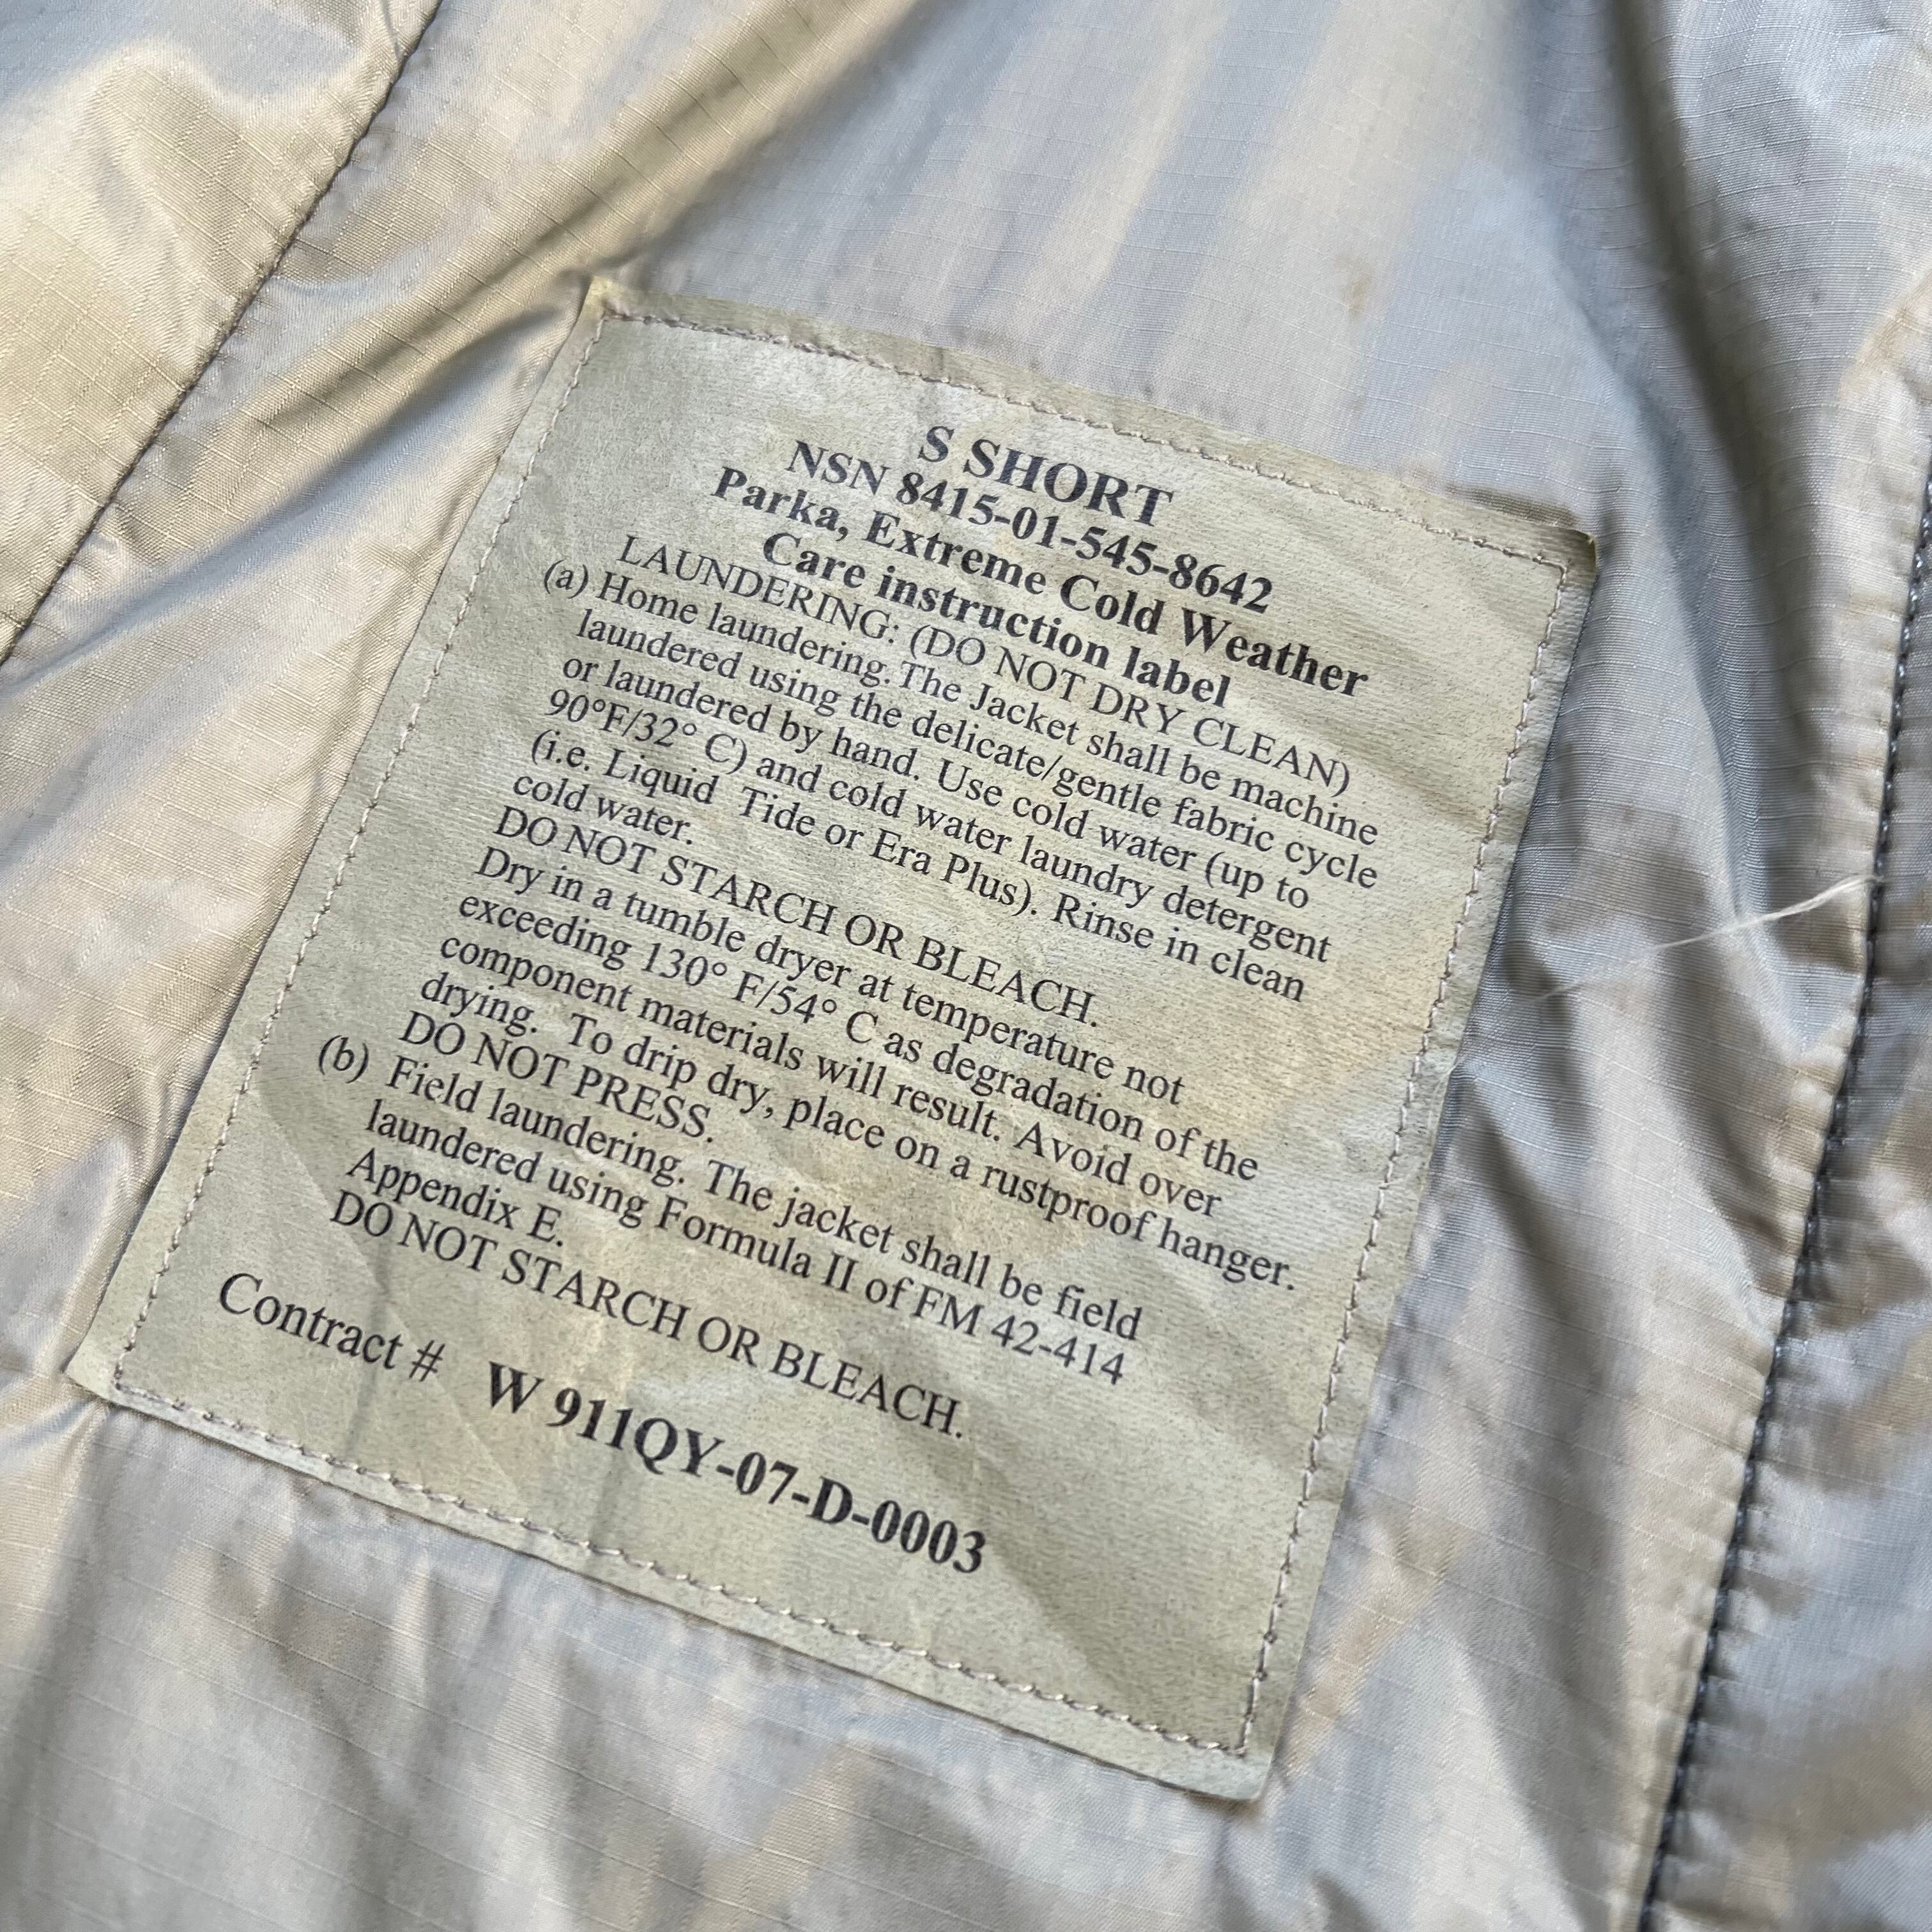 S SHORT
NSN 8415-01-545-8642
Parka, Extreme Cold Weather
Care instruction label
LAUNDERING: (DO NOT DRY CLEAN)
(a) Home laundering. The Jacket shall be machine
laundered using the delicate/gentle fabric cycle
or laundered by hand. Use cold water (up to
90°F/32° C) and cold water laundry detergent
(i.e. Liquid Tide or Era Plus). Rinse in clean
cold water.
DO NOT STARCH OR BLEACH.
Dry in a tumble dryer at temperature not
exceeding 130° F/54° C as degradation of the
component materials will result. Avoid over
drying. To drip dry, place on a rustproof hanger.
DO NOT PRESS.
(b) Field laundering. The jacket shall be field
laundered using Formula II of FM 42-414
Appendix E.
DO NOT STARCH OR BLEACH.
Contract # W 911QY-07-D-0003